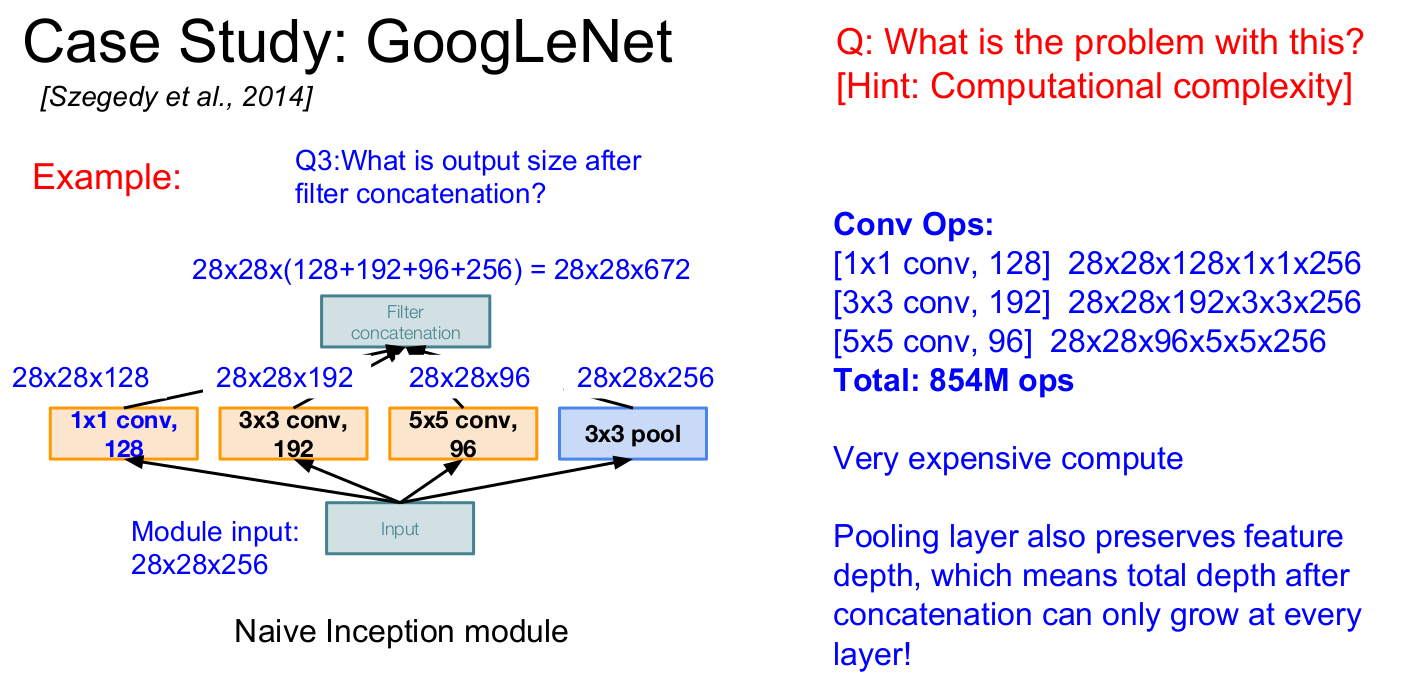 Case Study: GoogLeNet
[Szegedy et al., 2014]
Example:
Q3:What is output size after
filter concatenation?
28x28x(128+192+96+256) = 28x28x672
Filter
concatenation
28x28x128
28x28x192
28x28x96
28x28x256
1x1 conv,
128
3x3 conv,
192
5x5 conv,
96
3x3 pool
Module input:
28x28x256
Input
Naive Inception module
Q: What is the problem with this?
[Hint: Computational complexity]
Conv Ops:
[1x1 conv, 128] 28x28x128x1x1x256
[3x3 conv, 192] 28x28x192x3x3x256
[5x5 conv, 96] 28x28x96x5x5x256
Total: 854M ops
Very expensive compute
Pooling layer also preserves feature
depth, which means total depth after
concatenation can only grow at every
layer!